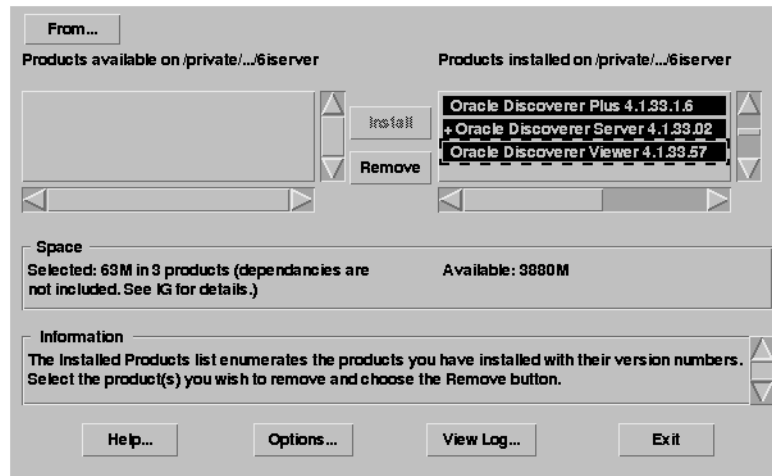 From...
Products available on /private/.../6iserver
Products installed on /private/.../6iserver
Install
Remove
Oracle Discoverer Plus 4.1.33.1.6
+ Oracle Discoverer Server 4.1.33.02
Oracle Discoverer Viewer 4.1.33.57
Space
Selected: 63M in 3 products (dependancies are
not included. See IG for details.)
Available: 3880M
Information
The Installed Products list enumerates the products you have installed with their version numbers.
Select the product(s) you wish to remove and choose the Remove button.
Help...
Options...
View Log...
Exit